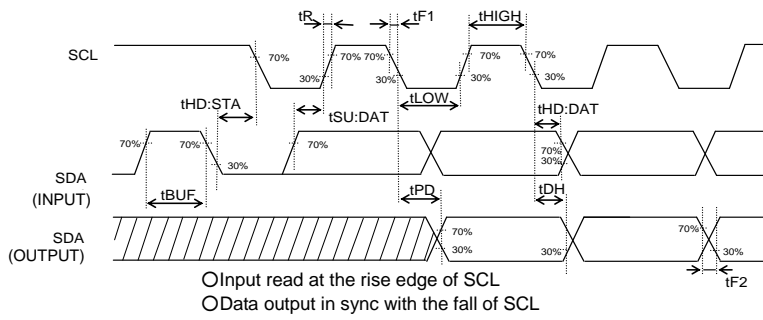 tR tF1 tHIGH
SCL 70% 70% 70% 70% 70%
30% 30% 30%
tHD:STA tLOW tHD:DAT
tSU:DAT
70% 70% 70% 70%
30% 30%
SDA
(INPUT)
tBUF tPD tDH
SDA
(OUTPUT)
70% 70%
30% 30% 30%
tF2
○Input read at the rise edge of SCL
○Data output in sync with the fall of SCL